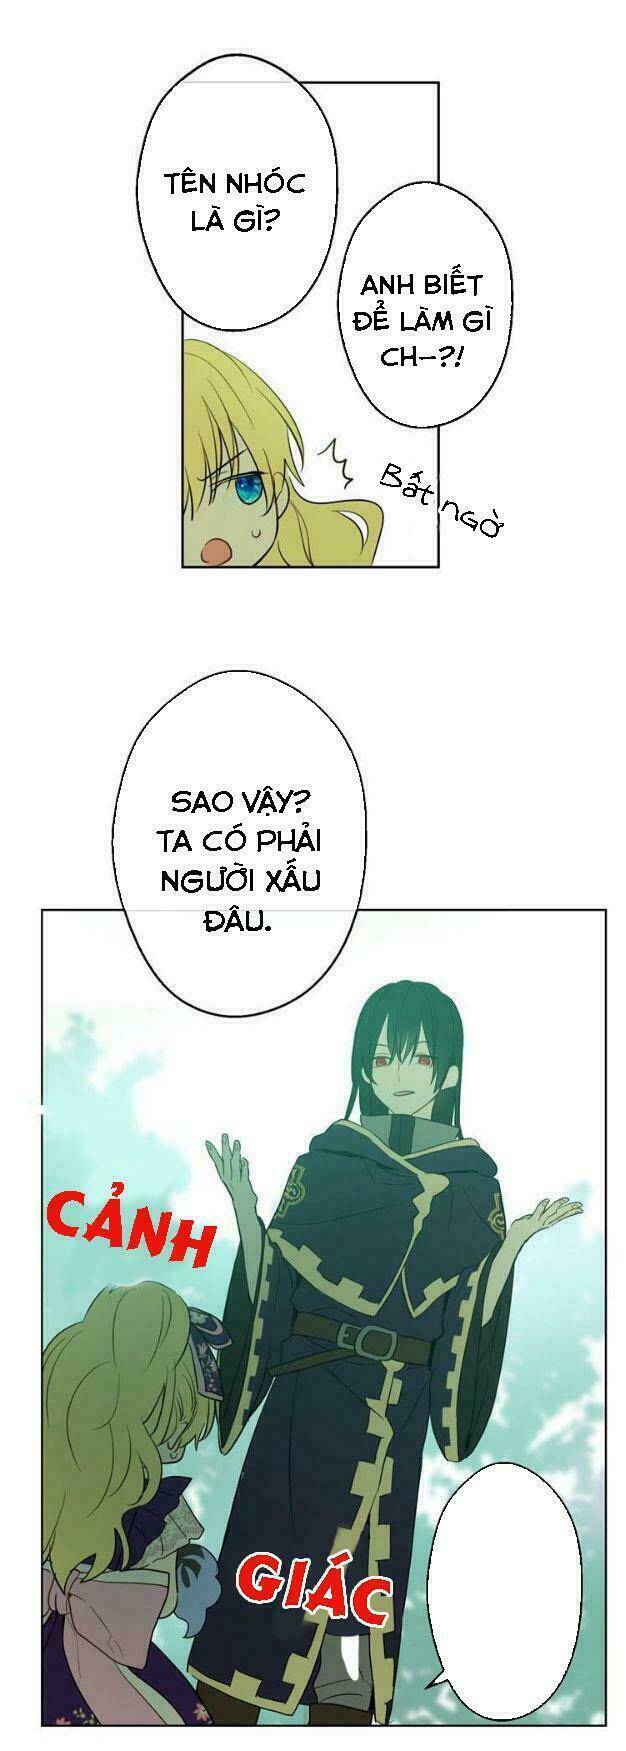 TÊN NHÓC
LÀ GÌ?
ANH BIẾT
ĐỂ LÀM GÌ
CH-?!
Bất ngờ
SAO VẬY?
TA CÓ PHẢI
NGƯỜI XẤU
ĐÂU.
CẢNH
GIÁC